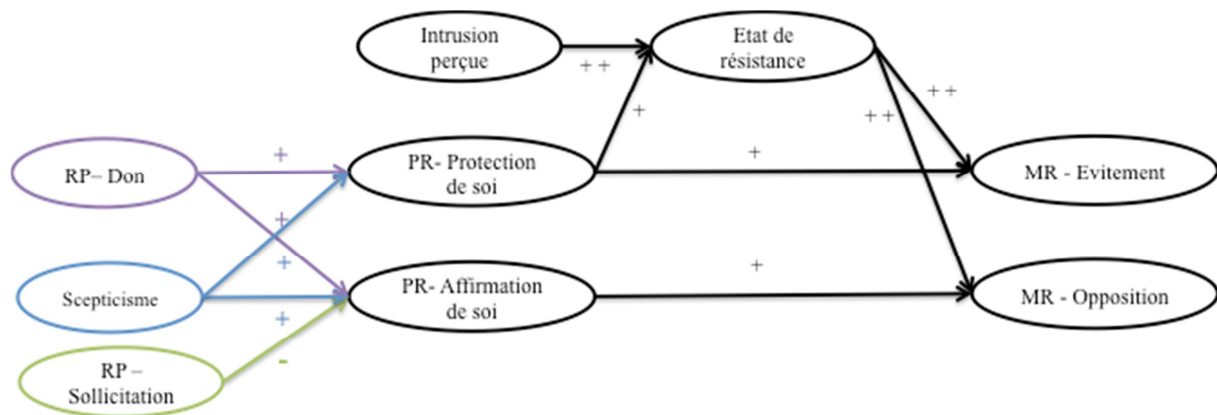 Intrusion
perçue
+ +
Etat de
résistance
+ +
+ +
+
RP– Don
+
PR- Protection
de soi
+
MR - Evitement
+
+
Scepticisme
+
PR- Affirmation
de soi
+
MR - Opposition
RP –
Sollicitation
-